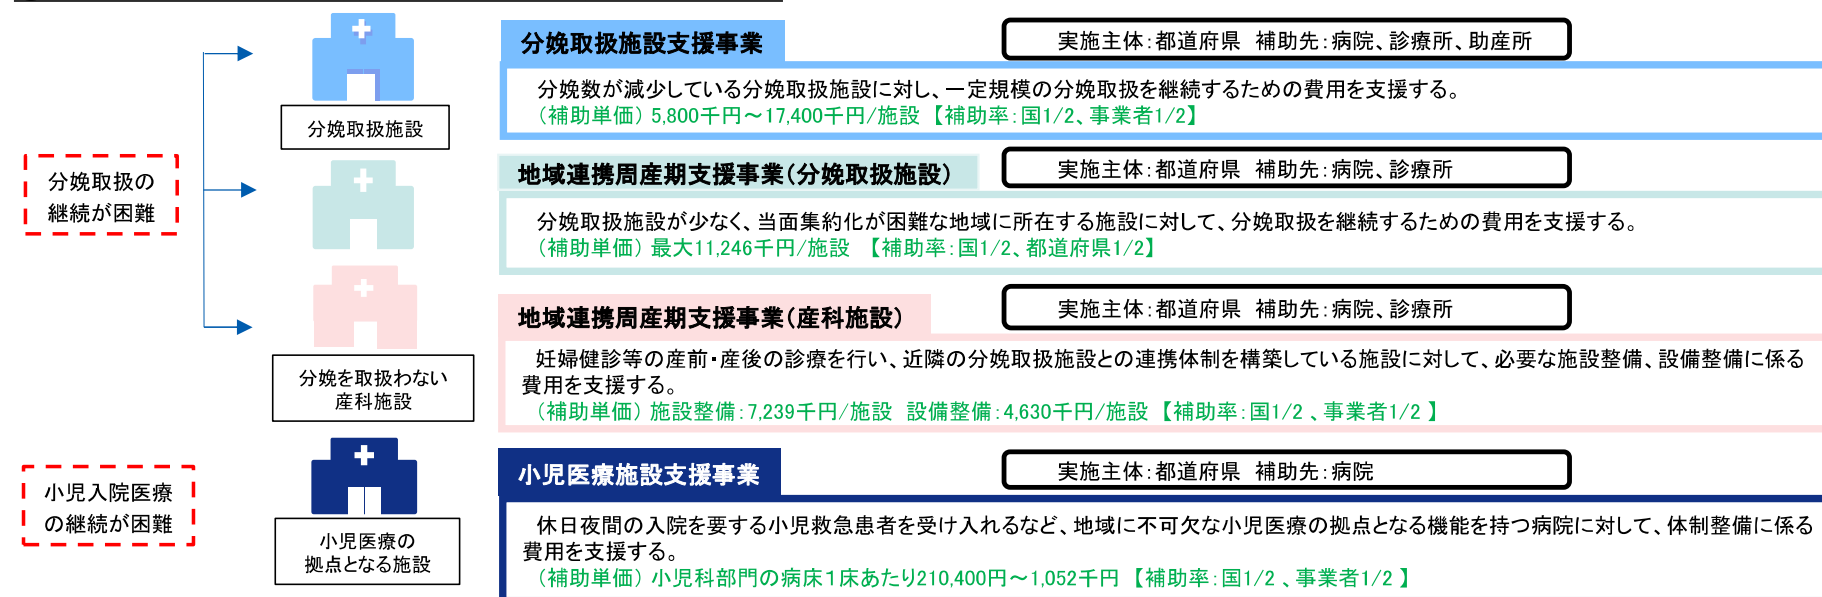 分娩取扱施設支援事業
実施主体：都道府県 補助先：病院、診療所、助産所
分娩数が減少している分娩取扱施設に対し、一定規模の分娩取扱を継続するための費用を支援する。
（補助単価）5,800千円～17,400千円/施設 【補助率：国1/2、事業者1/2】
分娩取扱施設
分娩取扱の
継続が困難
地域連携周産期支援事業（分娩取扱施設）
実施主体：都道府県 補助先：病院、診療所
分娩取扱施設が少なく、当面集約化が困難な地域に所在する施設に対して、分娩取扱を継続するための費用を支援する。
（補助単価）最大11,246千円/施設 【補助率：国1/2、都道府県1/2】
地域連携周産期支援事業（産科施設）
実施主体：都道府県 補助先：病院、診療所
妊婦健診等の産前・産後の診療を行い、近隣の分娩取扱施設との連携体制を構築している施設に対して、必要な施設整備、設備整備に係る
費用を支援する。
（補助単価）施設整備：7,239千円/施設 設備整備：4,630千円/施設 【補助率：国1/2 、事業者1/2 】
分娩を取扱わない
産科施設
小児入院医療
の継続が困難
小児医療施設支援事業
実施主体：都道府県 補助先：病院
休日夜間の入院を要する小児救急患者を受け入れるなど、地域に不可欠な小児医療の拠点となる機能を持つ病院に対して、体制整備に係る
費用を支援する。
（補助単価）小児科部門の病床１床あたり210,400円～1,052千円 【補助率：国1/2 、事業者1/2 】
小児医療の
拠点となる施設